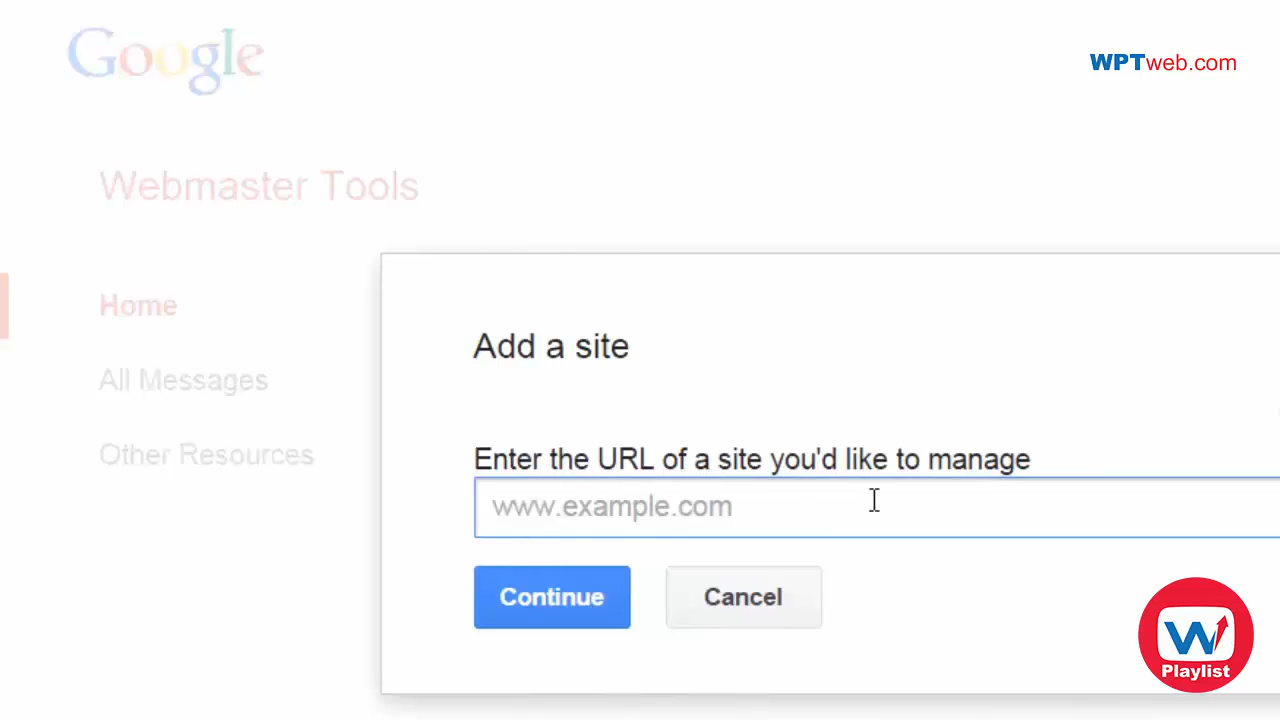 Google
WPTweb.com
Webmaster Tools
Home
All Messages
Other Resources
Add a site
Enter the URL of a site you'd like to manage
www.example.com
Continue
Cancel
W
Playlist